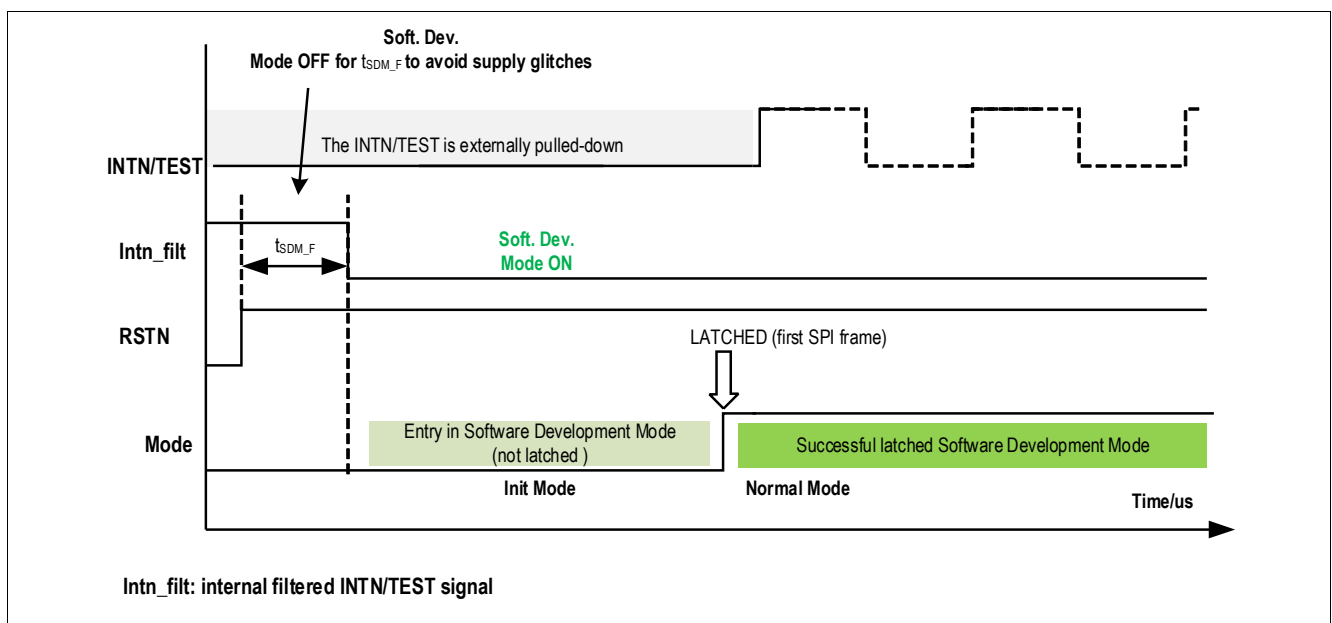 Soft. Dev.
Mode OFF for tSDM_F to avoid supply glitches
The INTN/TEST is externally pulled-down
INTN/TEST
Intn_filt
tSDM_F
Soft. Dev.
Mode ON
RSTN
LATCHED (first SPI frame)
Mode
Entry in Software Development Mode
(not latched )
Successful latched Software Development Mode
Init Mode
Normal Mode
Time/us
Intn_filt: internal filtered INTN/TEST signal